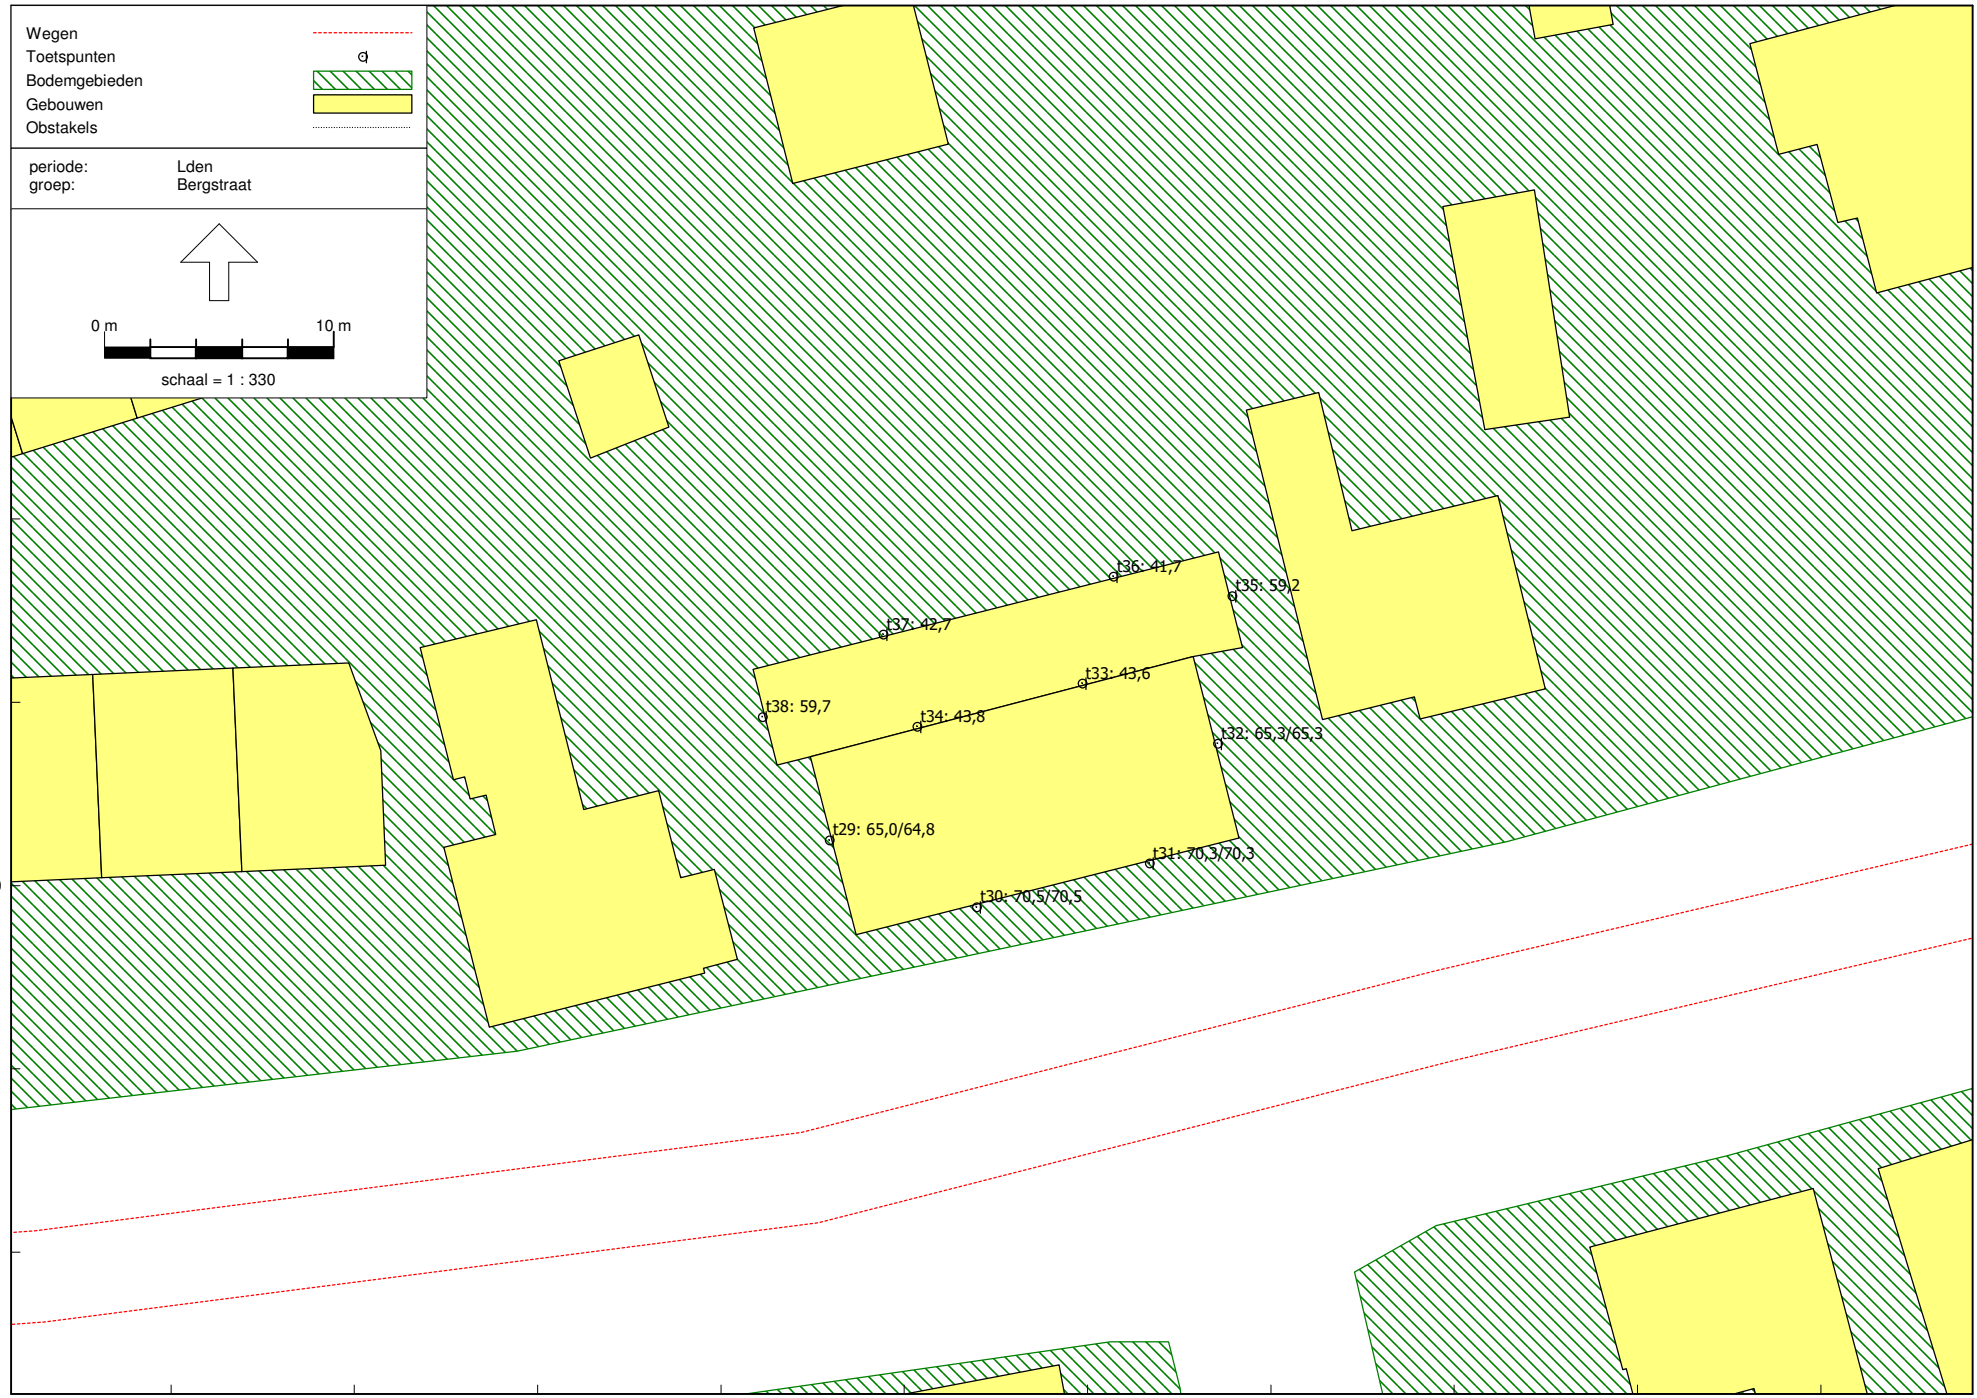 Wegen
Toetspunten
Bodemgebieden
Gebouwen
Obstakels
periode: Lden
groep: Bergstraat
0 m 10 m
schaal = 1 : 330
t36: 41,7
t35: 59,2
t37: 42,7
t33: 43,6
t38: 59,7
t34: 43,8
t32: 65,3/65,3
t29: 65,0/64,8
t31: 70,3/70,3
t30: 70,5/70,5